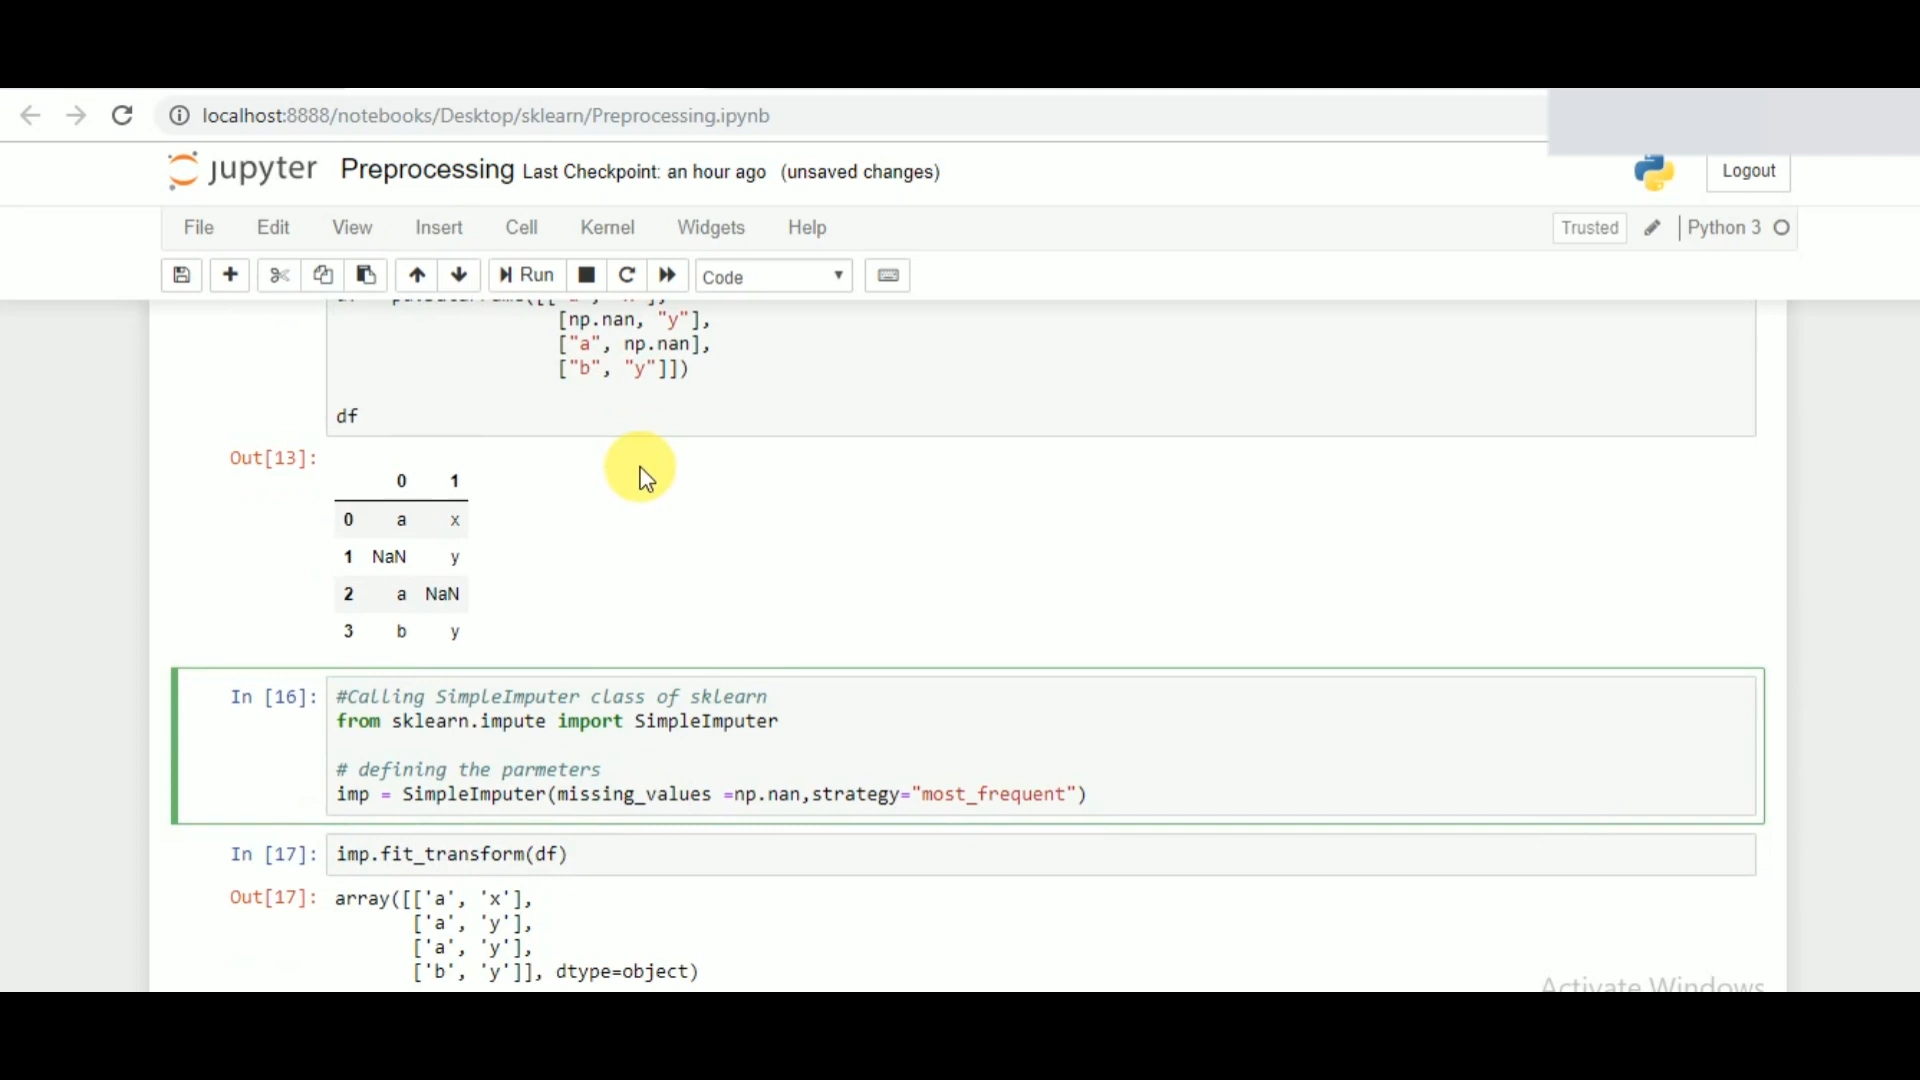 localhost:8888/notebooks/Desktop/sklearn/Preprocessing.ipynb
jupyter Preprocessing Last Checkpoint: an hour ago (unsaved changes)
Logout
File Edit View Insert Cell Kernel Widgets Help
Trusted Python 3
Run Code
[np.nan, "y"],
["a", np.nan],
["b", "y"]])
df
Out[13]:
0 1
0 a x
1 NaN y
2 a NaN
3 b y
In [16]: #Calling SimpleImputer class of sklearn
from sklearn.impute import SimpleImputer
# defining the parmeters
imp = SimpleImputer(missing_values =np.nan,strategy="most_frequent")
In [17]: imp.fit_transform(df)
Out[17]: array([['a', 'x'],
['a', 'y'],
['a', 'y'],
['b', 'y']], dtype=object)
Activate Windows